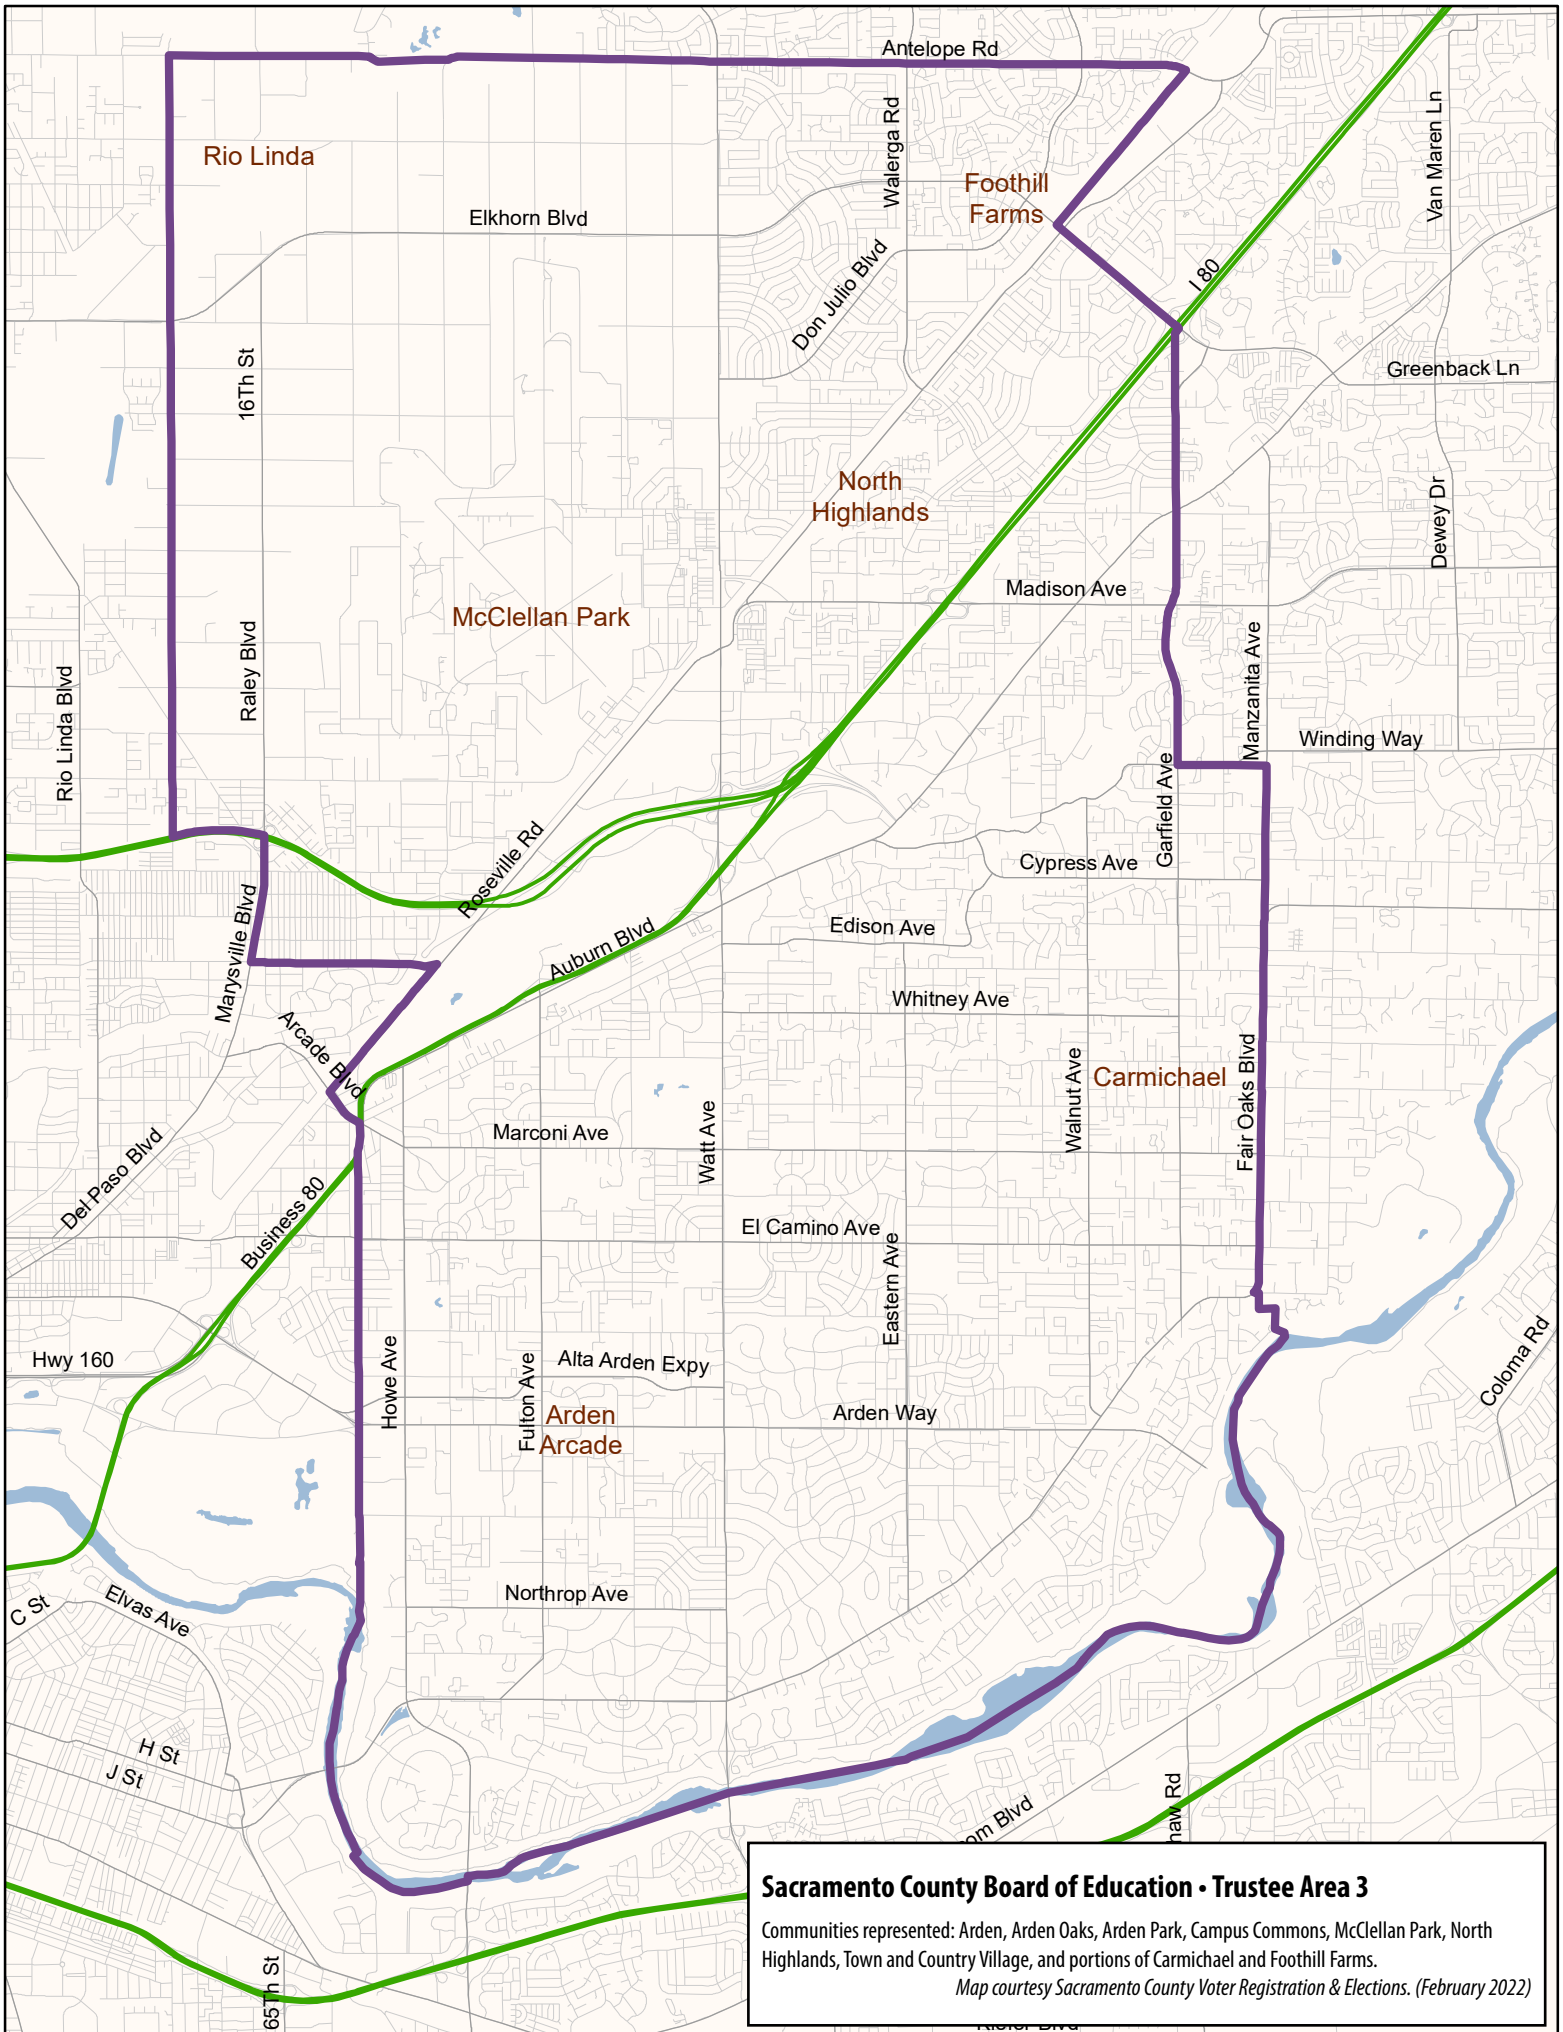 Antelope Rd
Rio Linda
Walerga Rd
Van Maren Ln
Foothill
Farms
Elkhorn Blvd
Don Julio Blvd
I 80
16Th St
Greenback Ln
North
Highlands
Dewey Dr
Madison Ave
McClellan Park
Raley Blvd
Rio Linda Blvd
Manzanita Ave
Winding Way
Garfield Ave
Roseville Rd
Cypress Ave
Marysville Blvd
Auburn Blvd
Edison Ave
Whitney Ave
Arcade Blvd
Carmichael
Walnut Ave
Fair Oaks Blvd
Marconi Ave
Watt Ave
Del Paso Blvd
Business 80
El Camino Ave
Eastern Ave
Hwy 160
Howe Ave
Alta Arden Expy
Fulton Ave
Coloma Rd
Arden
Arcade
Arden Way
Northrop Ave
C St
Elvas Ave
H St
J St
65Th St
om Blvd
haw Rd
Sacramento County Board of Education • Trustee Area 3
Communities represented: Arden, Arden Oaks, Arden Park, Campus Commons, McClellan Park, North
Highlands, Town and Country Village, and portions of Carmichael and Foothill Farms.
Map courtesy Sacramento County Voter Registration & Elections. (February 2022)